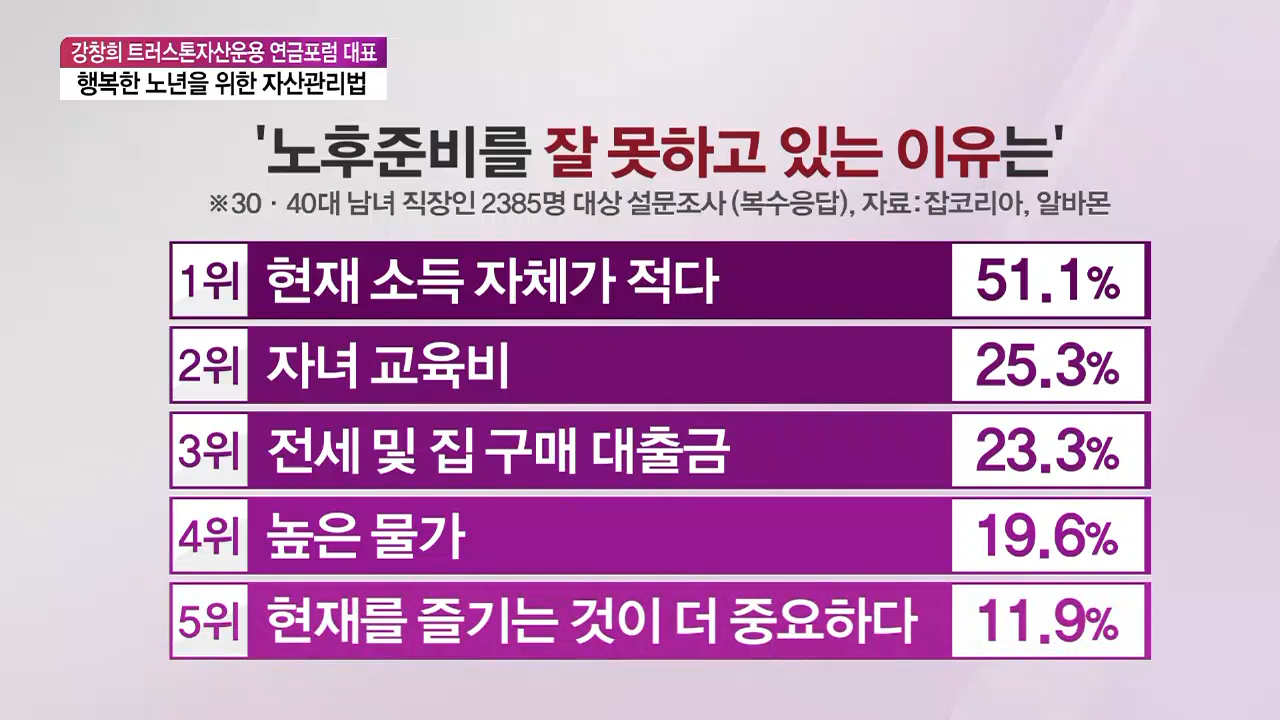 강창희 트러스톤자산운용 연금포럼 대표
행복한 노년을 위한 자산관리법
'노후준비를 잘 못하고 있는 이유는'
※30·40대 남녀 직장인 2385명 대상 설문조사(복수응답), 자료:잡코리아, 알바몬
1위 현재 소득 자체가 적다 51.1%
2위 자녀 교육비 25.3%
3위 전세 및 집 구매 대출금 23.3%
4위 높은 물가 19.6%
5위 현재를 즐기는 것이 더 중요하다 11.9%